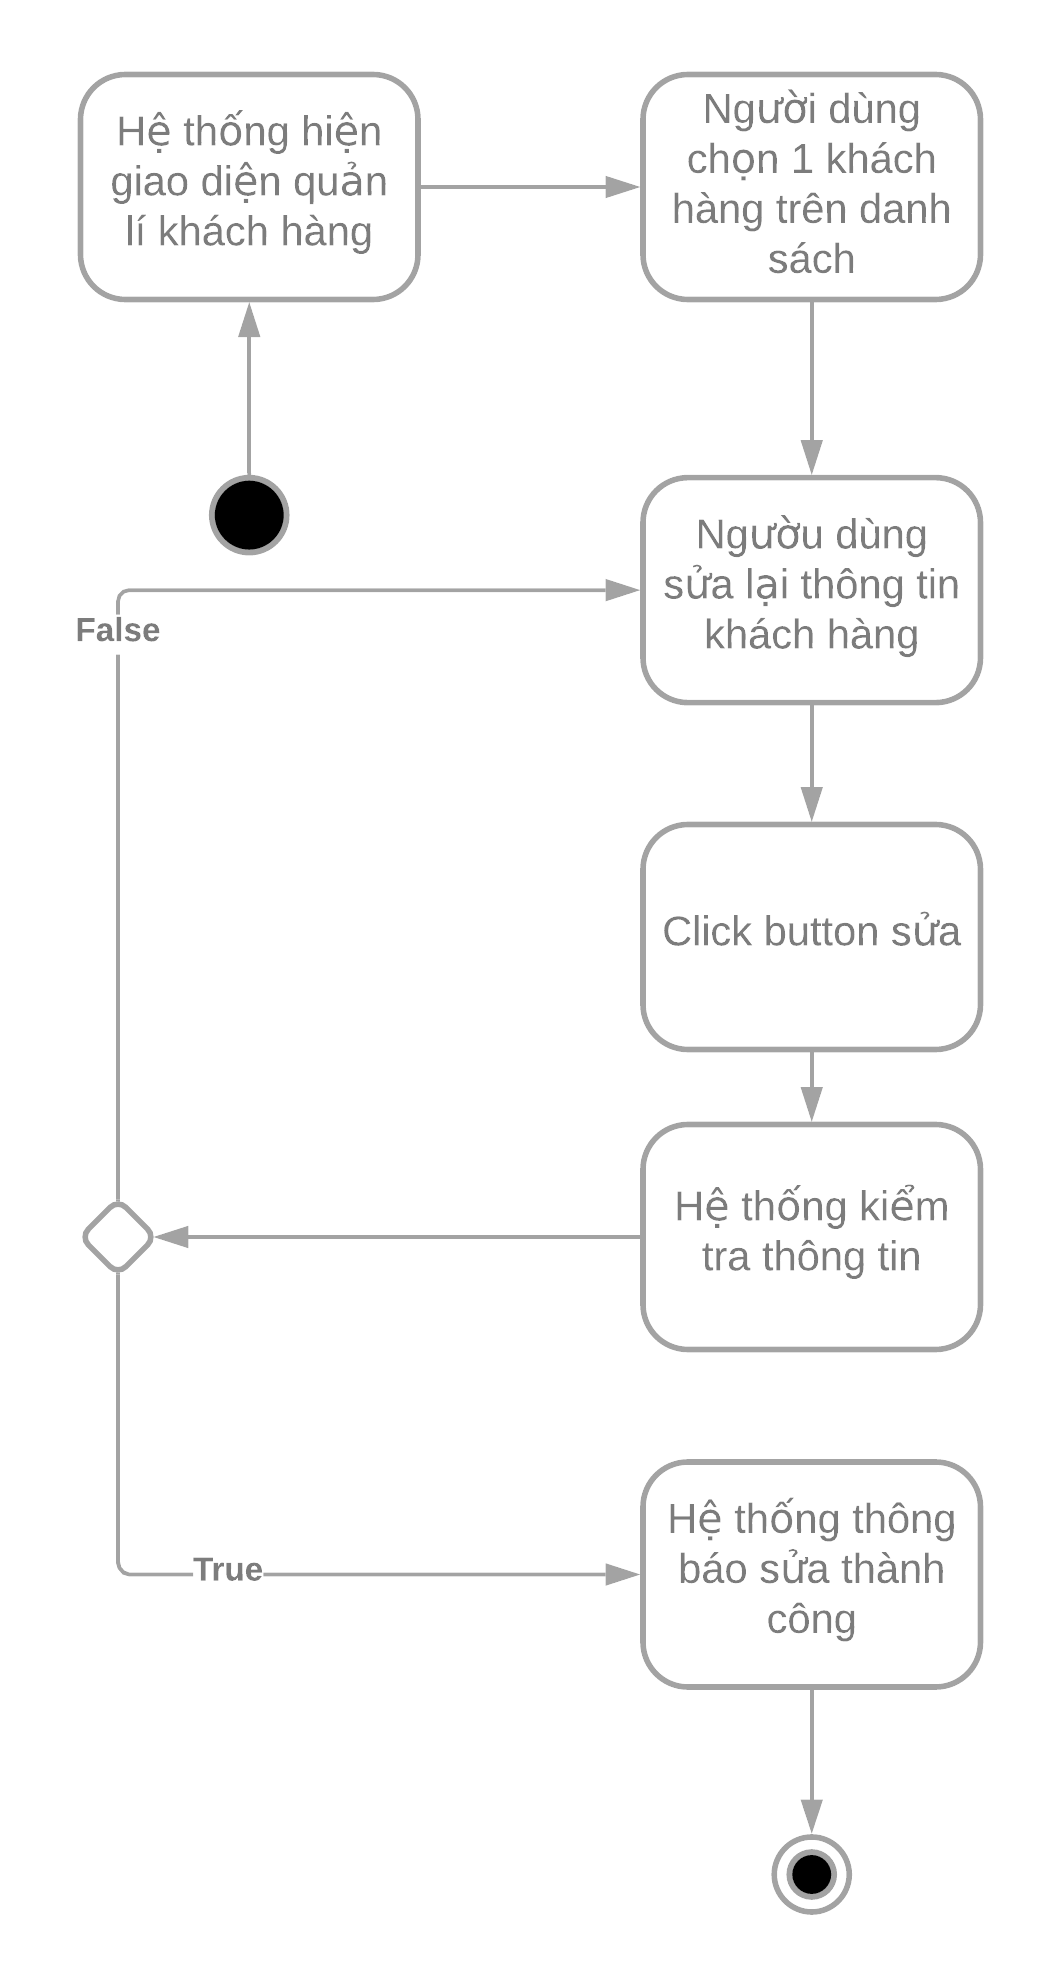 Hệ thống hiện
giao diện quản
lí khách hàng
Người dùng
chọn 1 khách
hàng trên danh
sách
Ngườu dùng
sửa lại thông tin
khách hàng
False
Click button sửa
Hệ thống kiểm
tra thông tin
Hệ thống thông
báo sửa thành
công
True